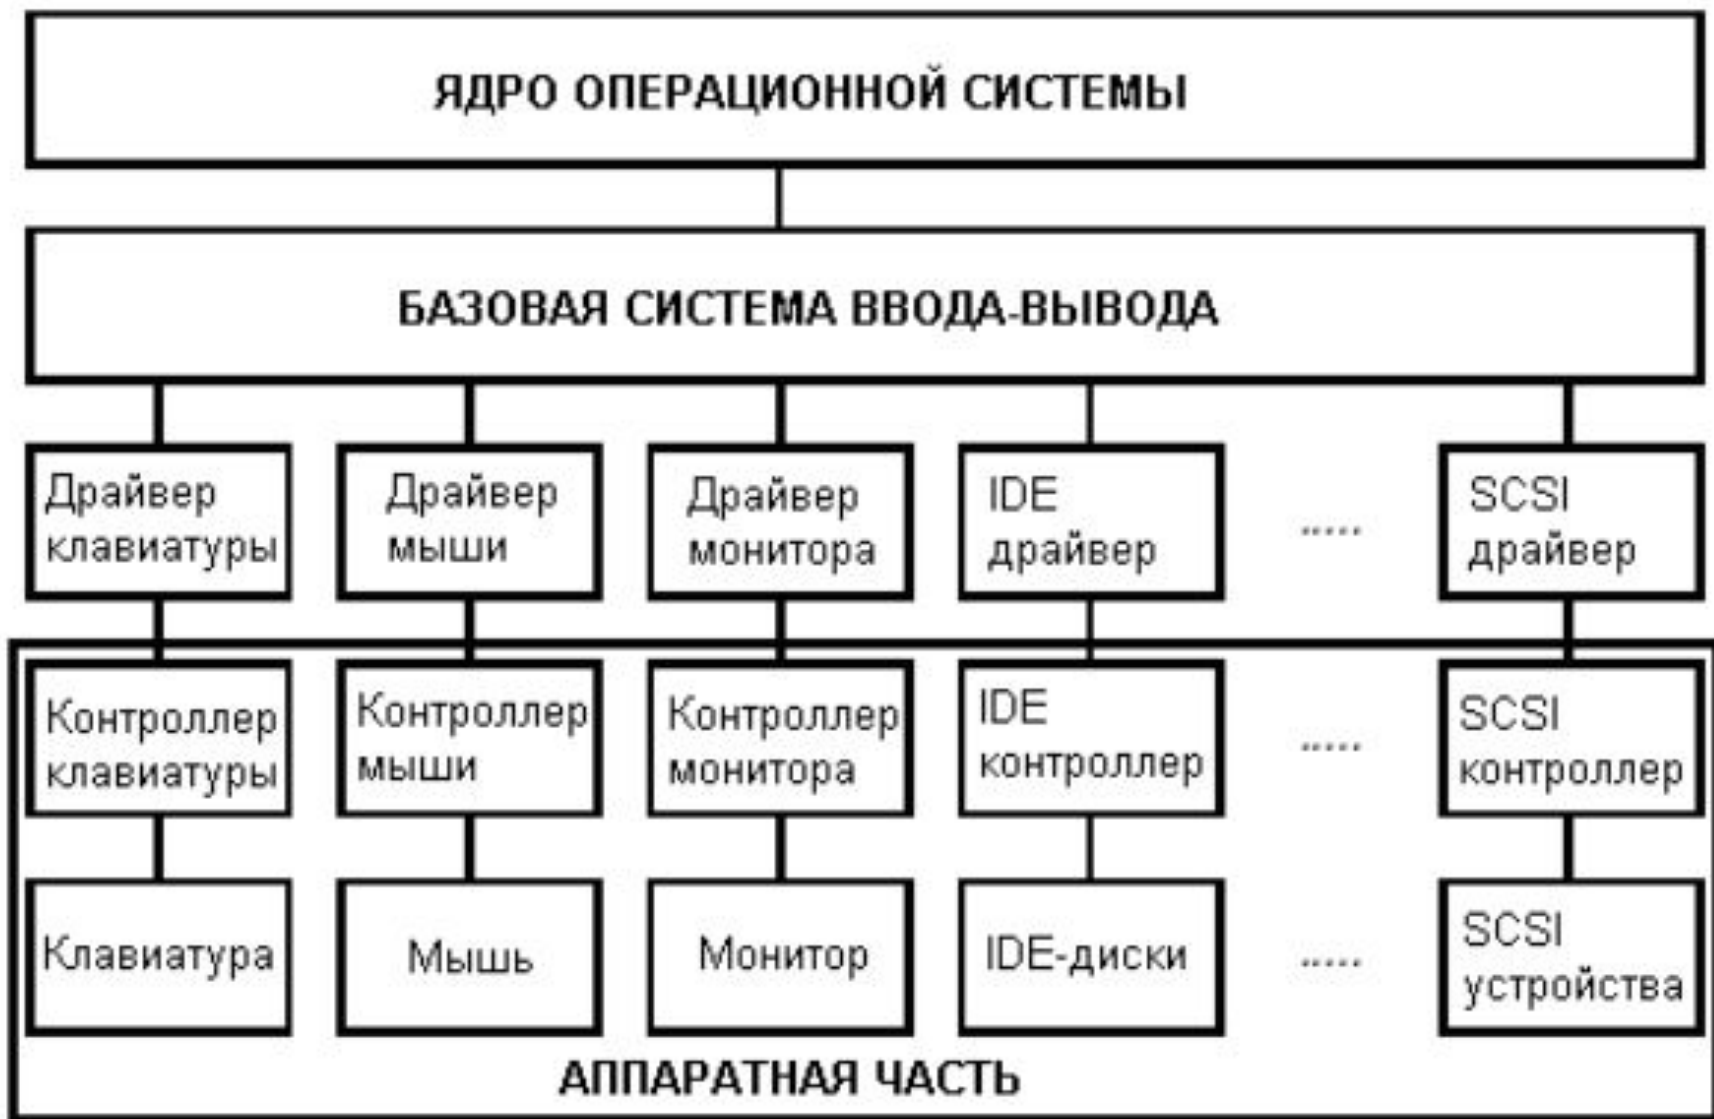 ЯДРО ОПЕРАЦИОННОЙ СИСТЕМЫ
БАЗОВАЯ СИСТЕМА ВВОДА-ВЫВОДА
Драйвер
клавиатуры
Драйвер
мыши
Драйвер
монитора
IDE
драйвер
.....
SCSI
драйвер
Контроллер
клавиатуры
Контроллер
мыши
Контроллер
монитора
IDE
контроллер
.....
SCSI
контроллер
Клавиатура
Мышь
Монитор
IDE-диски
.....
SCSI
устройства
АППАРАТНАЯ ЧАСТЬ